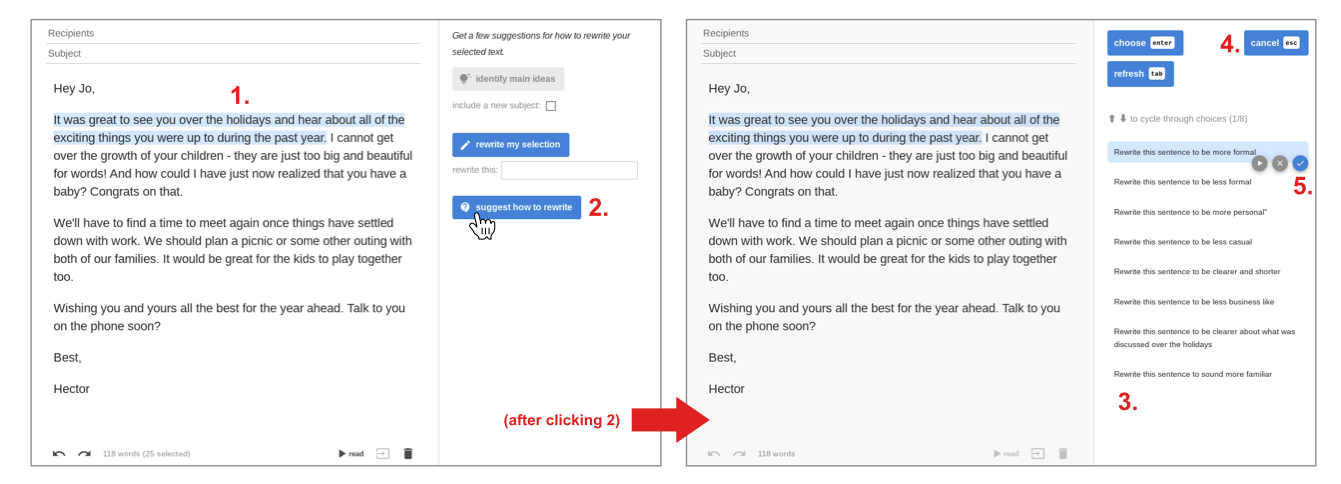 Recipients
Subject
1.
Hey Jo,
It was great to see you over the holidays and hear about all of the
exciting things you were up to during the past year. I cannot get
over the growth of your children - they are just too big and beautiful
for words! And how could I have just now realized that you have a
baby? Congrats on that.
We'll have to find a time to meet again once things have settled
down with work. We should plan a picnic or some other outing with
both of our families. It would be great for the kids to play together
too.
Wishing you and yours all the best for the year ahead. Talk to you
on the phone soon?
Best,
Hector
118 words (25 selected)
read
Get a few suggestions for how to rewrite your
selected text.
identify main ideas
include a new subject:
rewrite my selection
rewrite this:
suggest how to rewrite
2.
(after clicking 2)
Recipients
Subject
Hey Jo,
It was great to see you over the holidays and hear about all of the
exciting things you were up to during the past year. I cannot get
over the growth of your children - they are just too big and beautiful
for words! And how could I have just now realized that you have a
baby? Congrats on that.
We'll have to find a time to meet again once things have settled
down with work. We should plan a picnic or some other outing with
both of our families. It would be great for the kids to play together
too.
Wishing you and yours all the best for the year ahead. Talk to you
on the phone soon?
Best,
Hector
118 words
read
choose enter
4.
cancel esc
refresh tab
⬆ ⬇ to cycle through choices (1/8)
Rewrite this sentence to be more formal
5.
Rewrite this sentence to be less formal
Rewrite this sentence to be more personal"
Rewrite this sentence to be less casual
Rewrite this sentence to be clearer and shorter
Rewrite this sentence to be less business like
Rewrite this sentence to be clearer about what was
discussed over the holidays
Rewrite this sentence to sound more familiar
3.